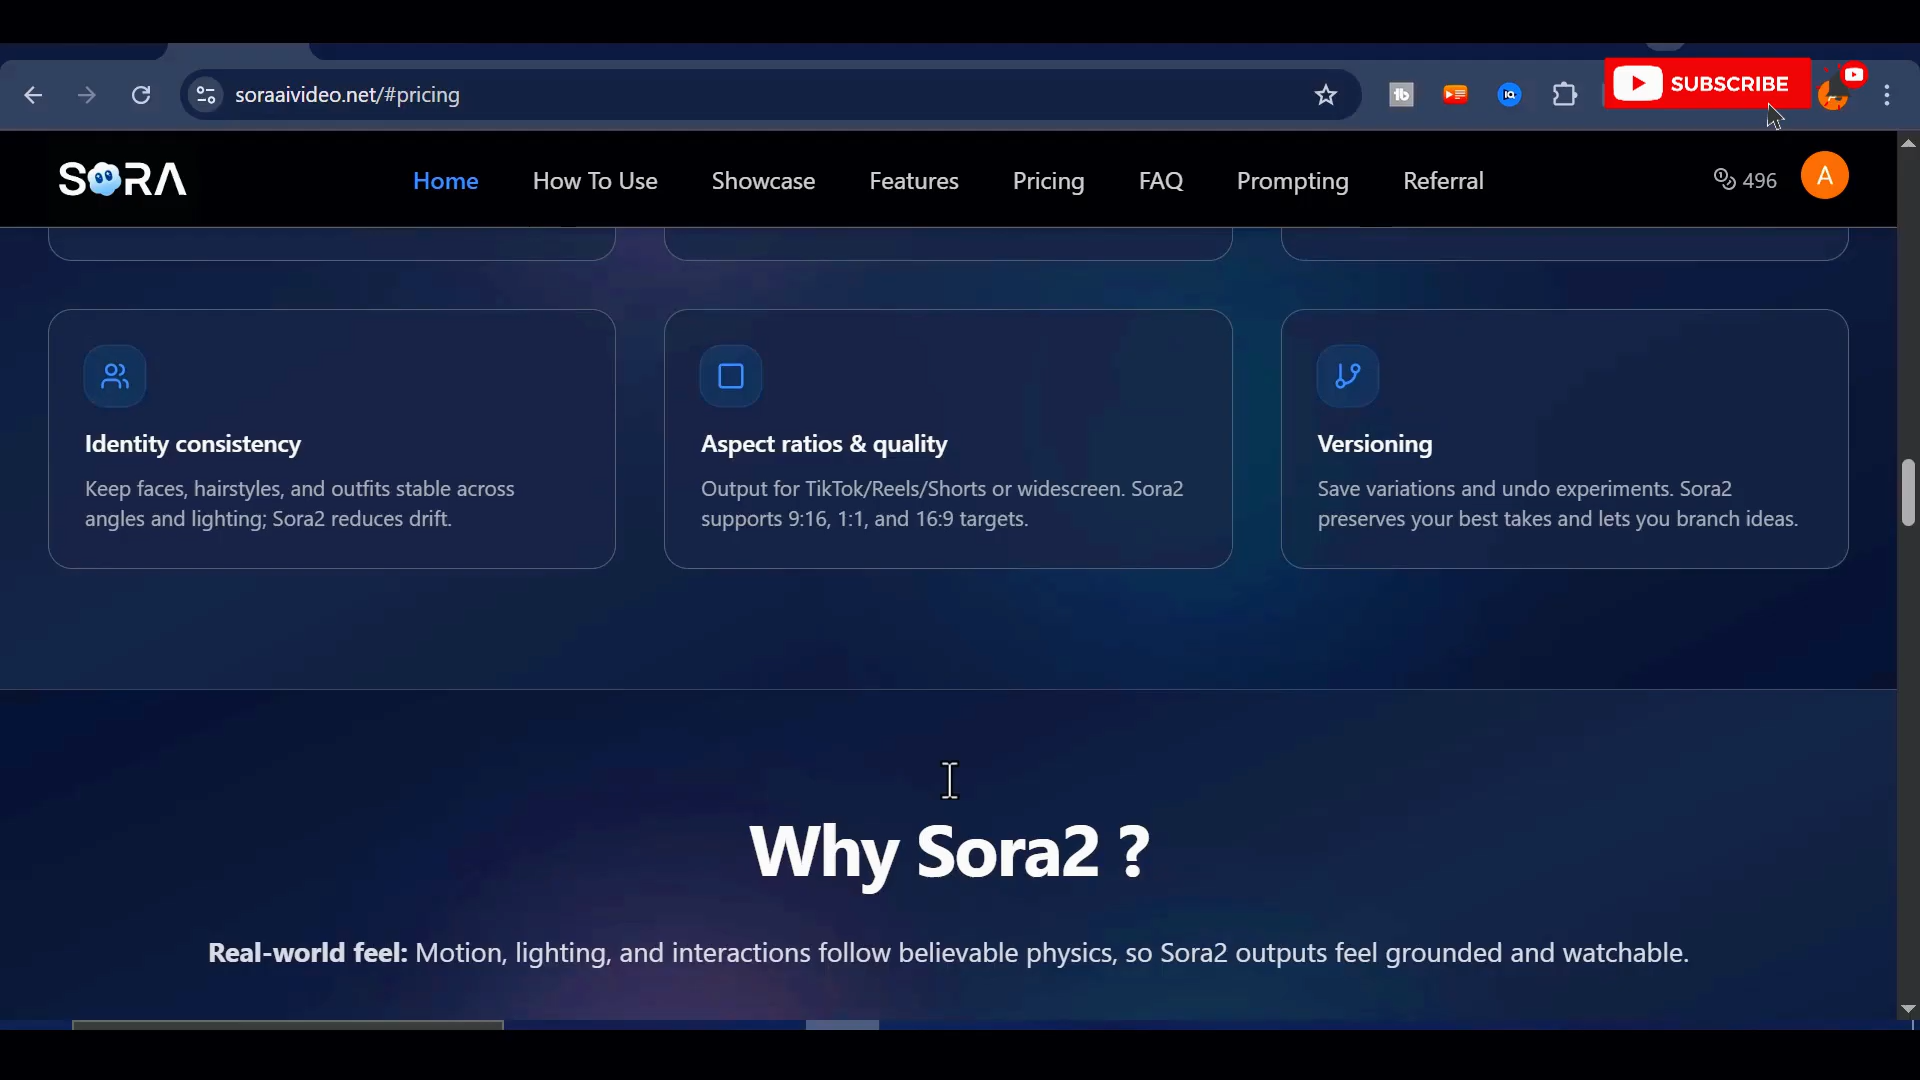 soraaivideo.net/#pricing
SUBSCRIBE
SORA
Home
How To Use
Showcase
Features
Pricing
FAQ
Prompting
Referral
496
A
Identity consistency
Keep faces, hairstyles, and outfits stable across
angles and lighting; Sora2 reduces drift.
Aspect ratios & quality
Output for TikTok/Reels/Shorts or widescreen. Sora2
supports 9:16, 1:1, and 16:9 targets.
Versioning
Save variations and undo experiments. Sora2
preserves your best takes and lets you branch ideas.
Why Sora2 ?
Real-world feel: Motion, lighting, and interactions follow believable physics, so Sora2 outputs feel grounded and watchable.